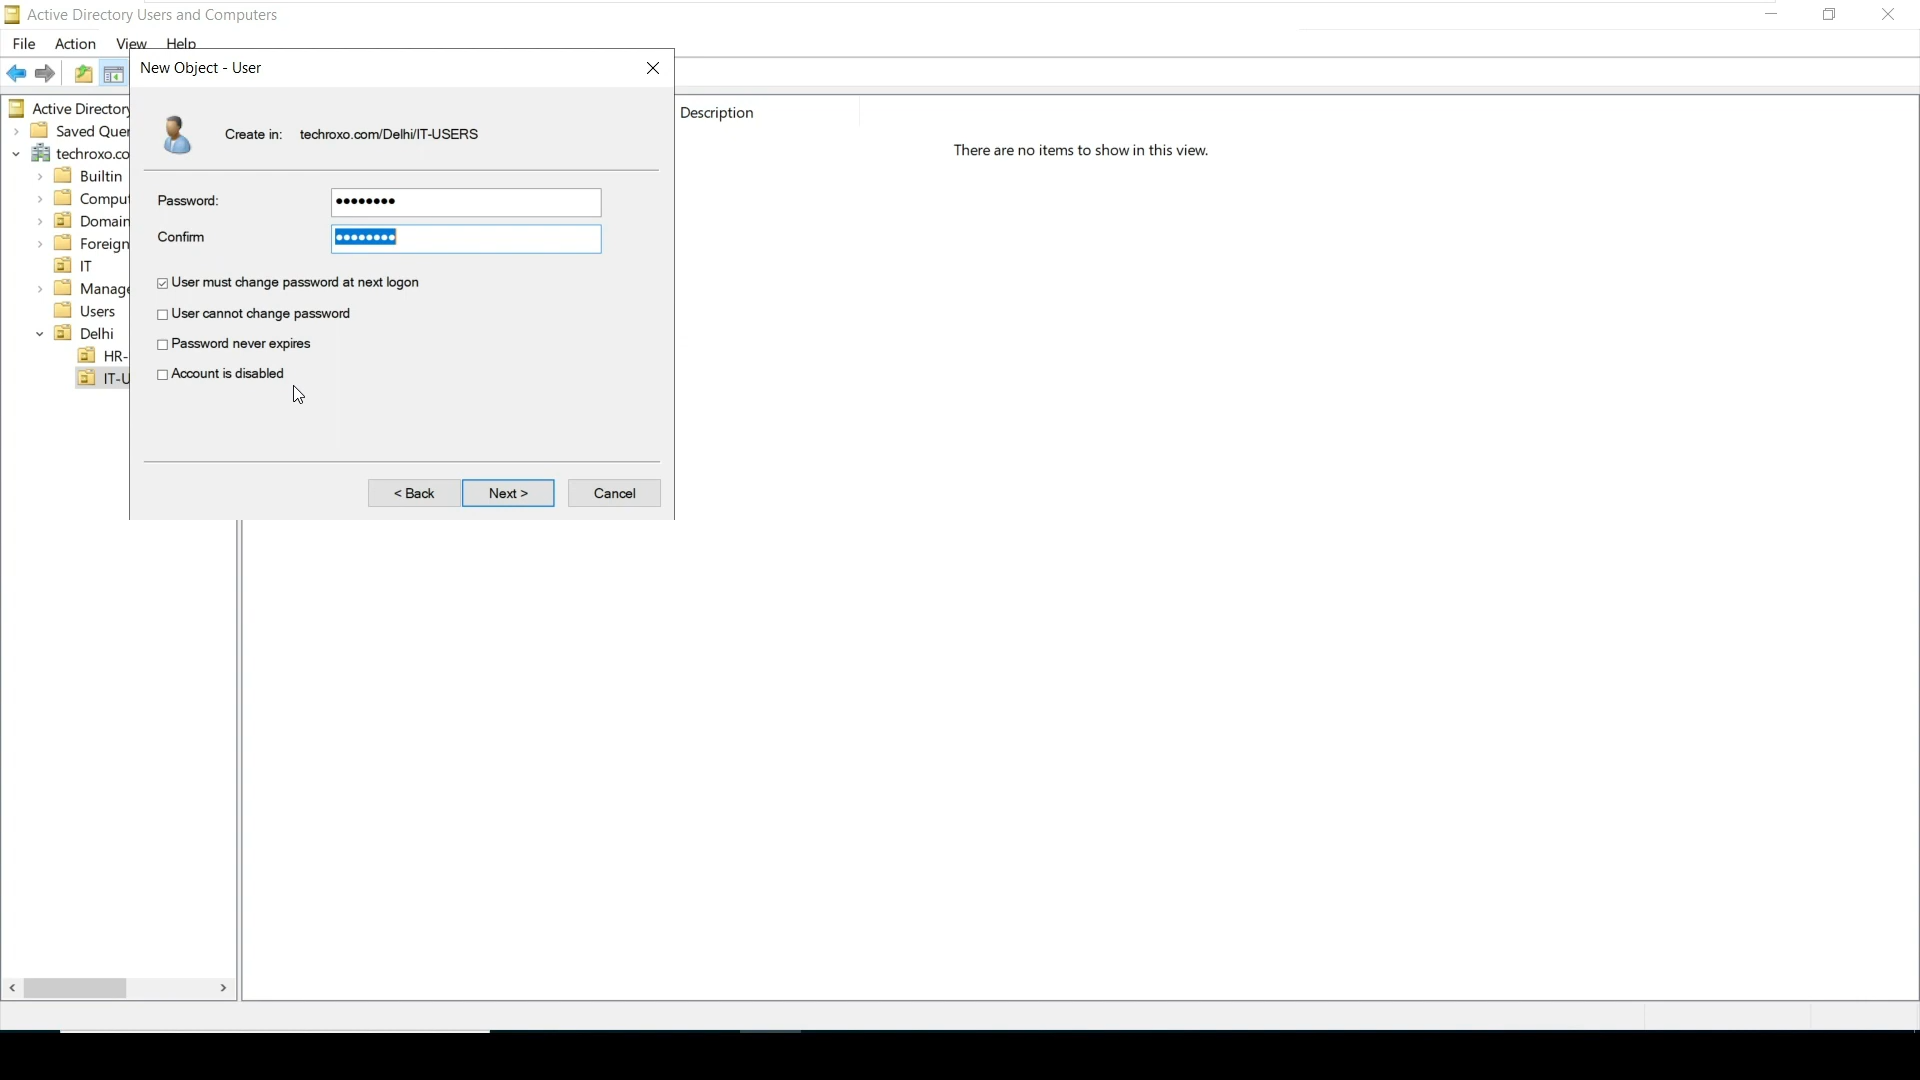 Active Directory Users and Computers
File Action View Help
New Object - User
Active Directory
Description
Saved Quer
Create in: techroxo.com/Delhi/IT-USERS
There are no items to show in this view.
techroxo.co
Builtin
Comput
Password:
Domain
Confirm
Foreign
IT
Manage
User must change password at next logon
Users
User cannot change password
Delhi
Password never expires
HR-
Account is disabled
IT-U
< Back Next > Cancel